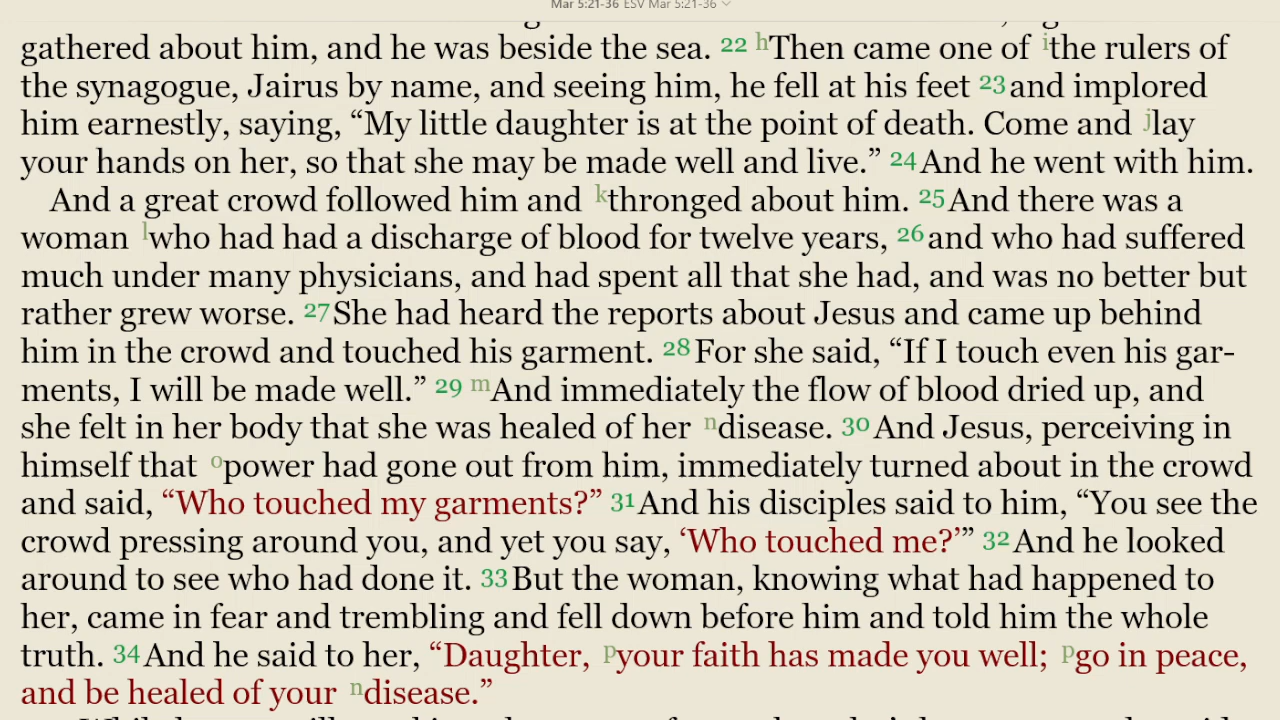 Mar 5:21-36 ESV Mar 5:21-36
gathered about him, and he was beside the sea. 22 hThen came one of ithe rulers of
the synagogue, Jairus by name, and seeing him, he fell at his feet 23 and implored
him earnestly, saying, “My little daughter is at the point of death. Come and jlay
your hands on her, so that she may be made well and live.” 24 And he went with him.
And a great crowd followed him and kthronged about him. 25 And there was a
woman lwho had had a discharge of blood for twelve years, 26 and who had suffered
much under many physicians, and had spent all that she had, and was no better but
rather grew worse. 27 She had heard the reports about Jesus and came up behind
him in the crowd and touched his garment. 28 For she said, “If I touch even his gar-
ments, I will be made well.” 29 mAnd immediately the flow of blood dried up, and
she felt in her body that she was healed of her ndisease. 30 And Jesus, perceiving in
himself that opower had gone out from him, immediately turned about in the crowd
and said, “Who touched my garments?” 31 And his disciples said to him, “You see the
crowd pressing around you, and yet you say, ‘Who touched me?’” 32 And he looked
around to see who had done it. 33 But the woman, knowing what had happened to
her, came in fear and trembling and fell down before him and told him the whole
truth. 34 And he said to her, “Daughter, pyour faith has made you well; pgo in peace,
and be healed of your ndisease.”